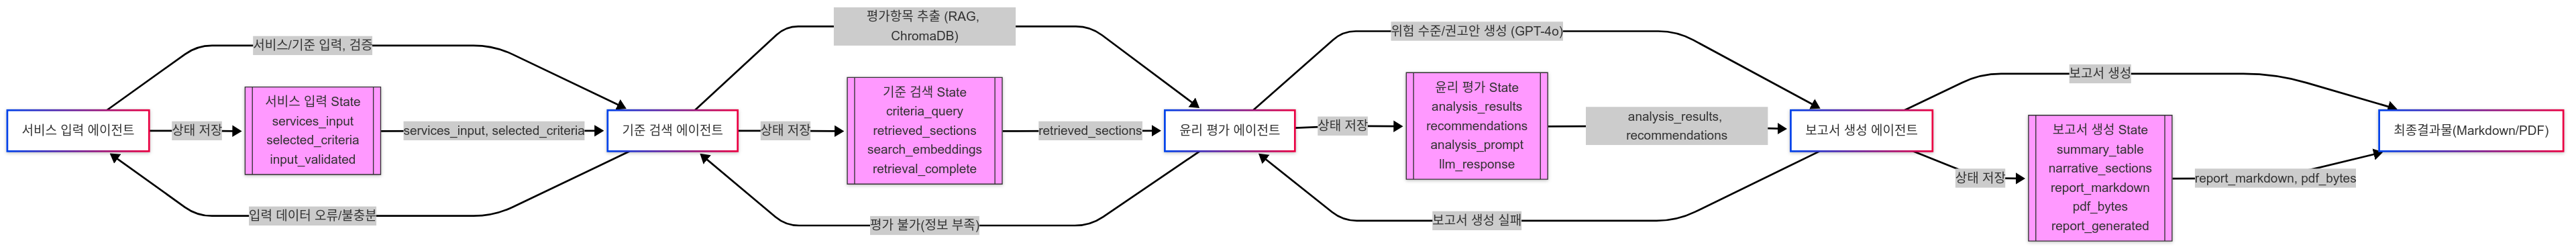 서비스 입력 에이전트
서비스/기준 입력, 검증
상태 저장
서비스 입력 State
services_input
selected_criteria
input_validated
services_input, selected_criteria
입력 데이터 오류/불충분
기준 검색 에이전트
평가항목 추출 (RAG,
ChromaDB)
상태 저장
기준 검색 State
criteria_query
retrieved_sections
search_embeddings
retrieval_complete
retrieved_sections
평가 불가(정보 부족)
윤리 평가 에이전트
위험 수준/권고안 생성 (GPT-4o)
상태 저장
윤리 평가 State
analysis_results
recommendations
analysis_prompt
llm_response
analysis_results,
recommendations
보고서 생성 실패
보고서 생성 에이전트
보고서 생성
상태 저장
보고서 생성 State
summary_table
narrative_sections
report_markdown
pdf_bytes
report_generated
report_markdown, pdf_bytes
최종결과물(Markdown/PDF)